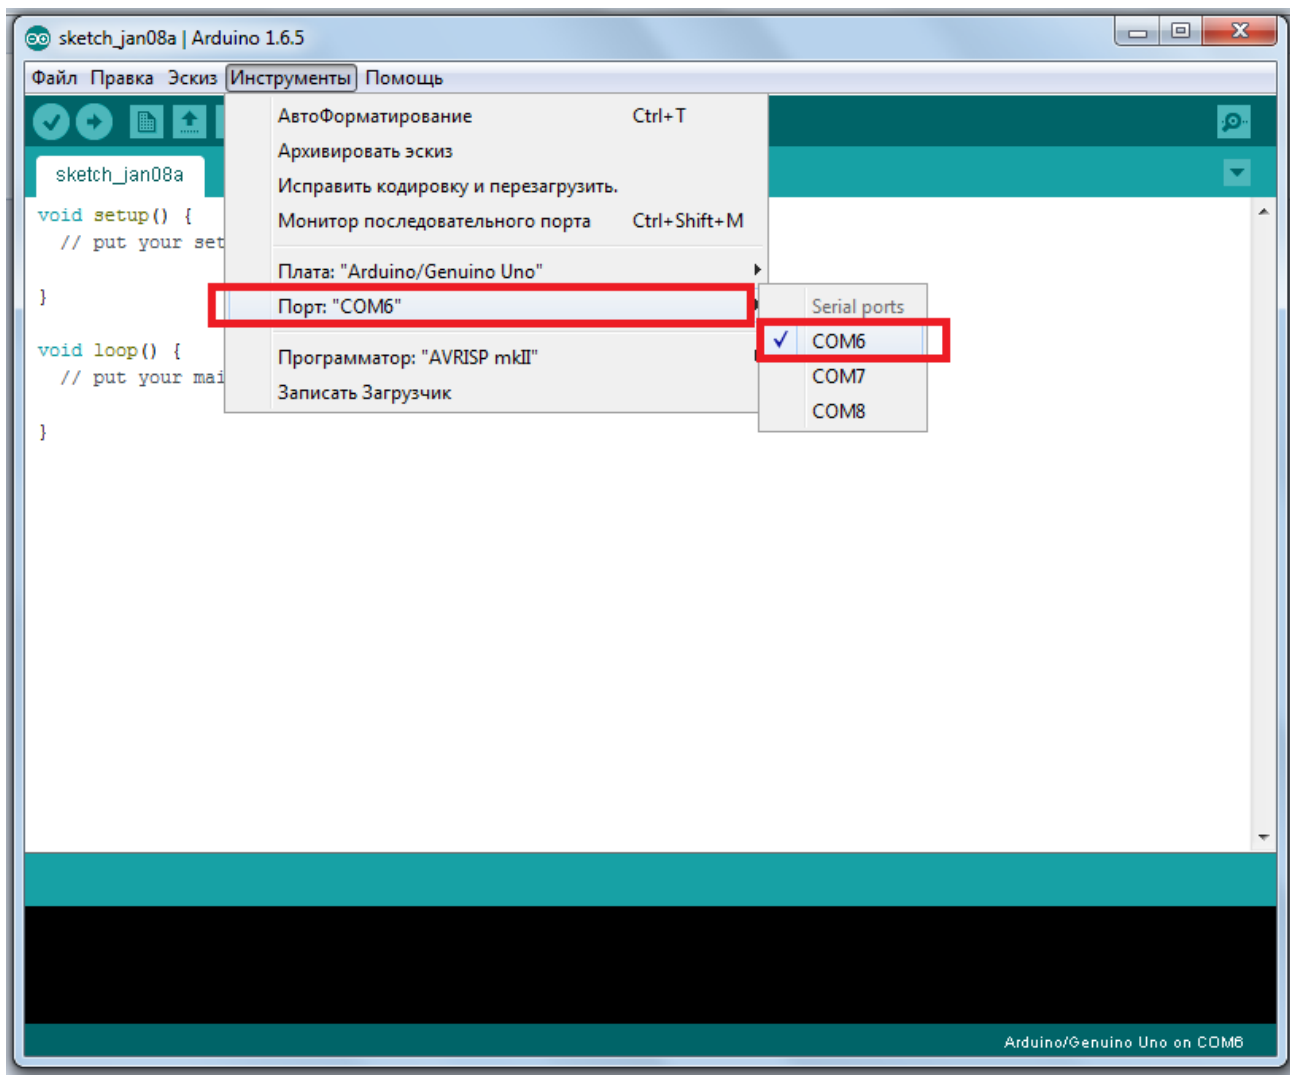 sketch_jan08a | Arduino 1.6.5
Файл Правка Эскиз Инструменты Помощь
АвтоФорматирование Ctrl+T
Архивировать эскиз
Исправить кодировку и перезагрузить.
Монитор последовательного порта Ctrl+Shift+M
Плата: "Arduino/Genuino Uno"
Порт: "COM6"
Программатор: "AVRISP mkII"
Записать Загрузчик
Serial ports
COM6
COM7
COM8
sketch_jan08a
void setup() {
// put your set
}
void loop() {
// put your mai
}
Arduino/Genuino Uno on COM6